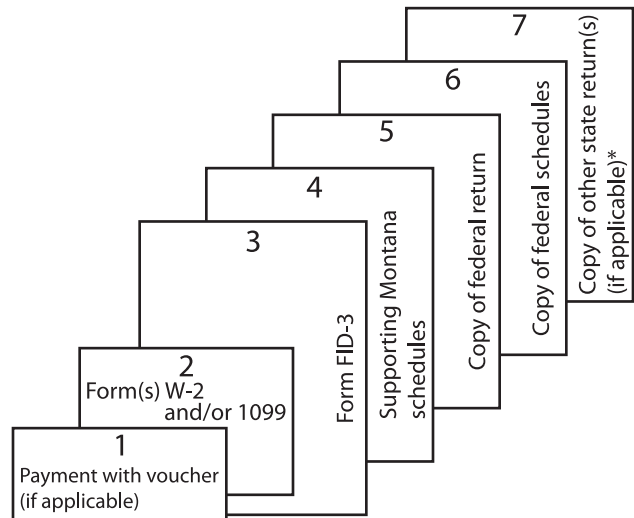 1
Payment with voucher
(if applicable)
2
Form(s) W-2
and/or 1099
3
Form FID-3
4
Supporting Montana
schedules
5
Copy of federal return
6
Copy of federal schedules
7
Copy of other state return(s)
(if applicable)*